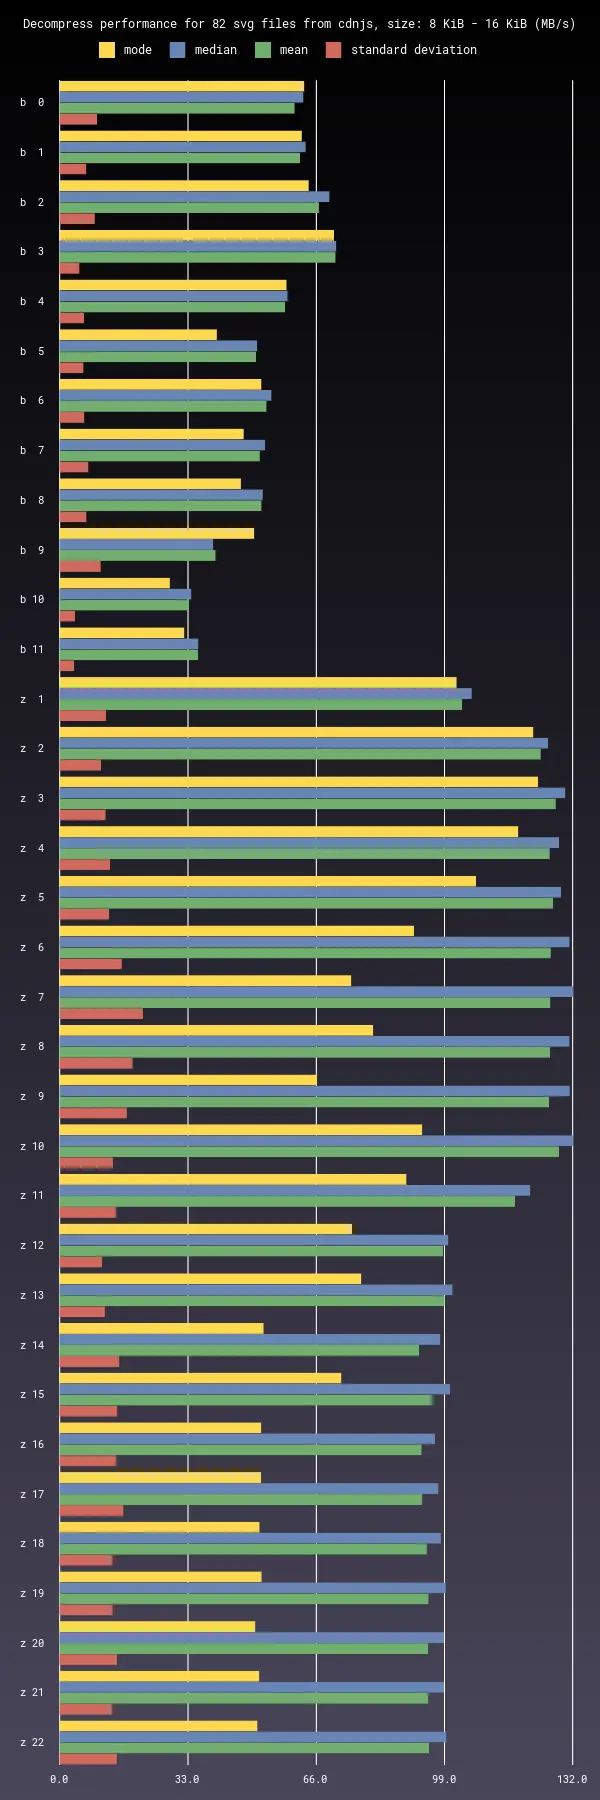 Decompress performance for 82 svg files from cdnjs, size: 8 KiB - 16 KiB (MB/s)
mode median mean standard deviation
b 0
b 1
b 2
b 3
b 4
b 5
b 6
b 7
b 8
b 9
b 10
b 11
z 1
z 2
z 3
z 4
z 5
z 6
z 7
z 8
z 9
z 10
z 11
z 12
z 13
z 14
z 15
z 16
z 17
z 18
z 19
z 20
z 21
z 22
0.0 33.0 66.0 99.0 132.0